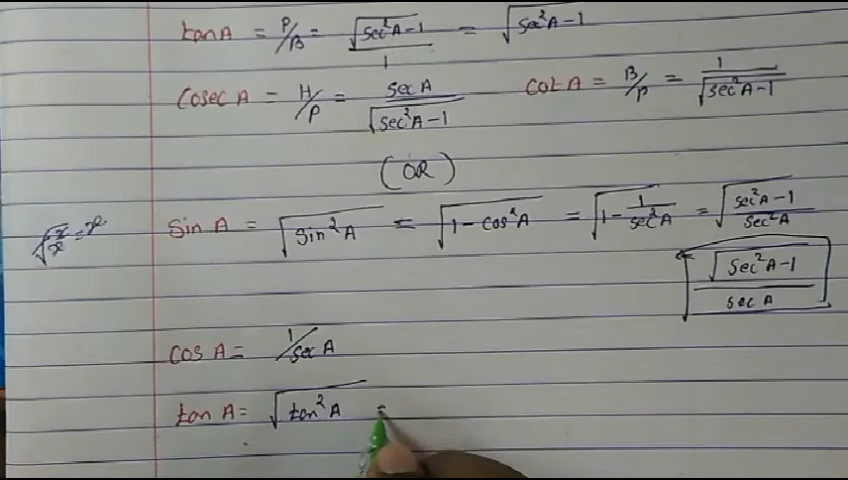 tan A = P/B = √(sec²A-1)/1 = √(sec²A-1)
Cosec A = H/P = sec A/√(sec²A-1) cot A = B/P = 1/√(sec²A-1)
(OR)
Sin A = √(Sin²A) = √(1-cos²A) = √(1-1/sec²A) = √((sec²A-1)/sec²A)
√(sec²A-1)/sec A
cos A = 1/sec A
tan A = √(tan²A) =